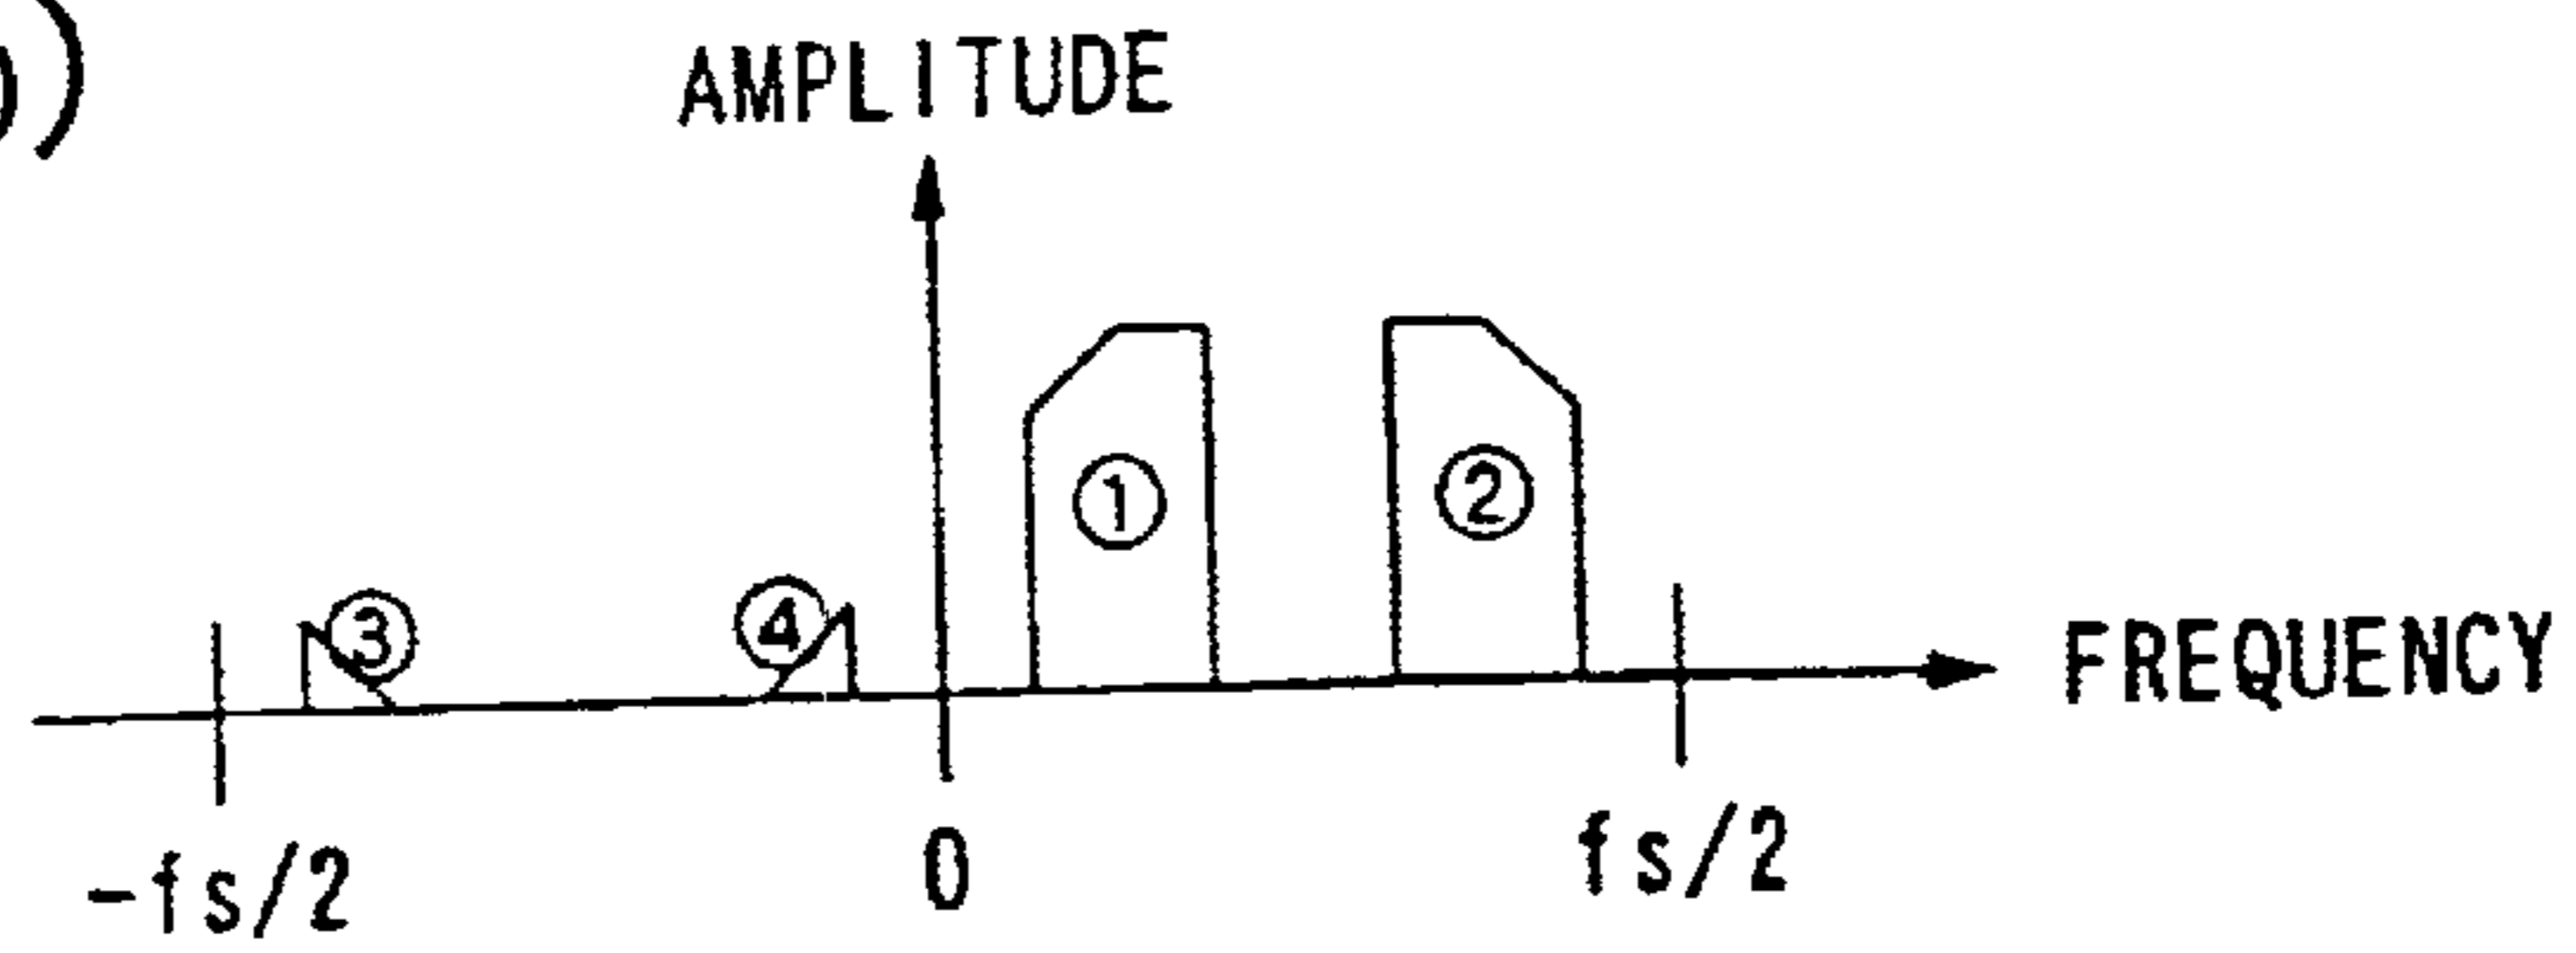 )
AMPLITUDE
① ②
③ ④
FREQUENCY
-fs/2 0 fs/2